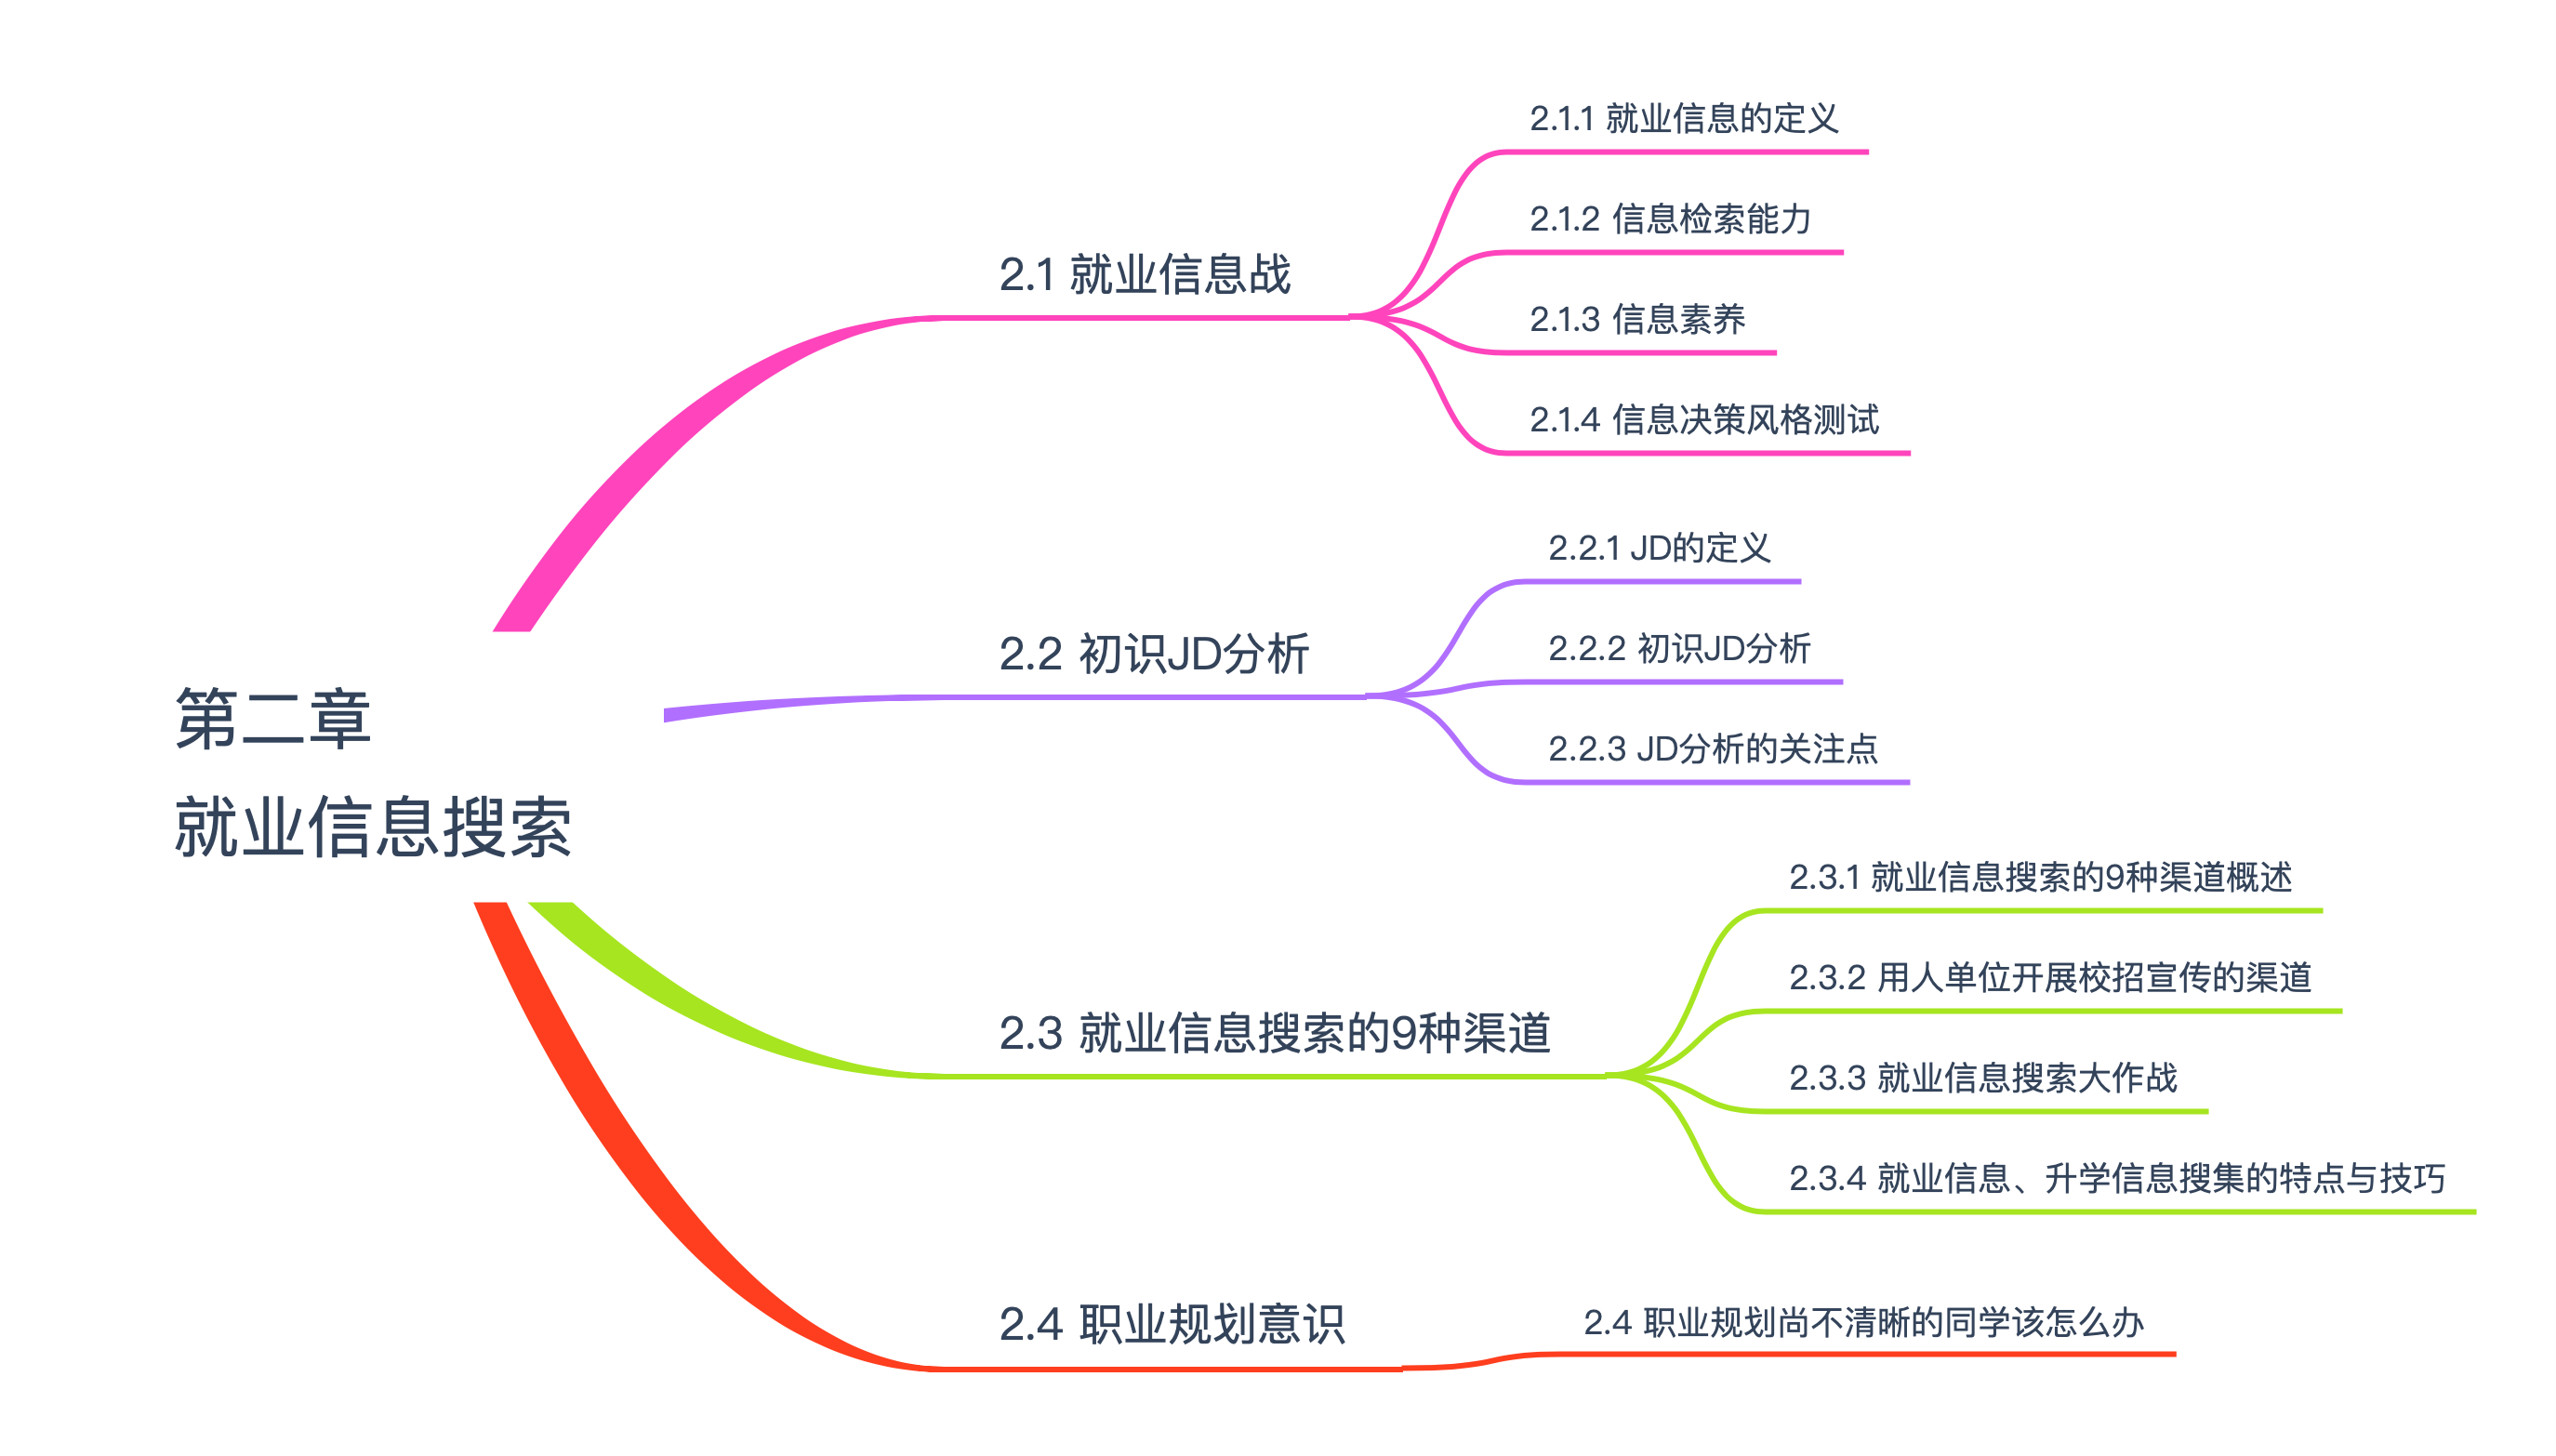 第二章
就业信息搜索
2.1 就业信息战
2.1.1 就业信息的定义
2.1.2 信息检索能力
2.1.3 信息素养
2.1.4 信息决策风格测试
2.2 初识JD分析
2.2.1 JD的定义
2.2.2 初识JD分析
2.2.3 JD分析的关注点
2.3 就业信息搜索的9种渠道
2.3.1 就业信息搜索的9种渠道概述
2.3.2 用人单位开展校招宣传的渠道
2.3.3 就业信息搜索大作战
2.3.4 就业信息、升学信息搜集的特点与技巧
2.4 职业规划意识
2.4 职业规划尚不清晰的同学该怎么办